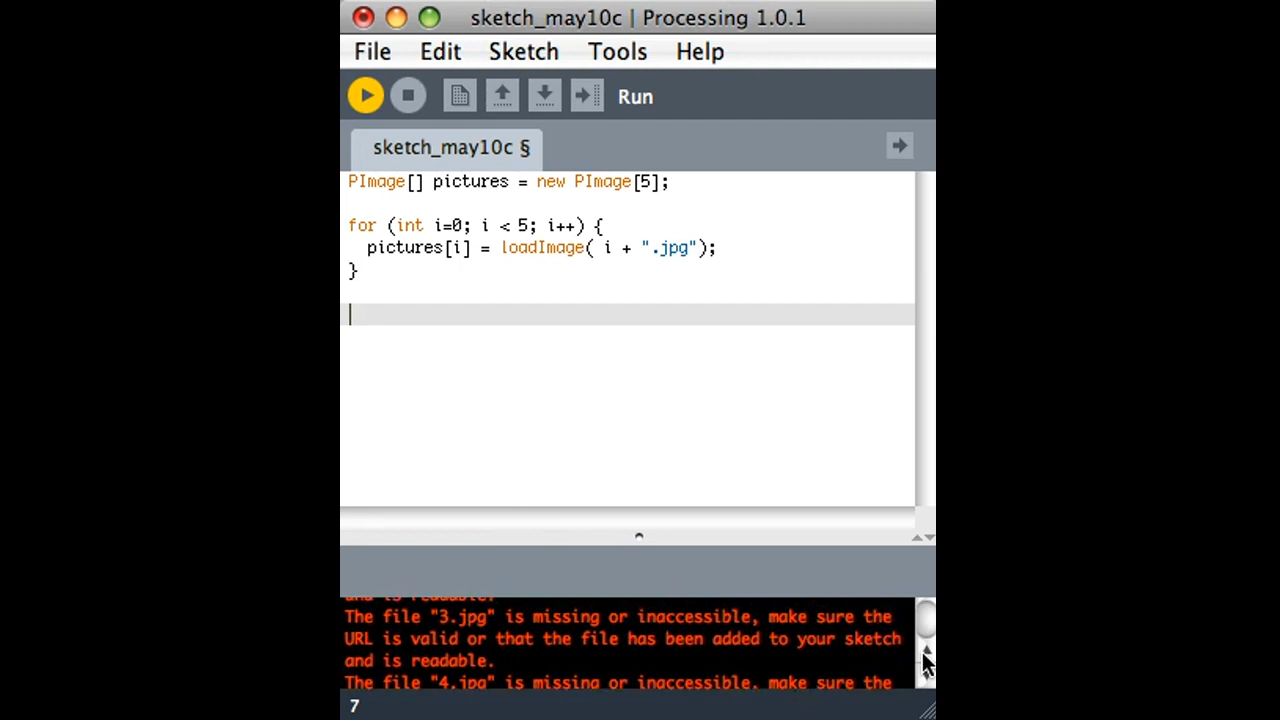 sketch_may10c | Processing 1.0.1
File Edit Sketch Tools Help
Run
sketch_may10c §
PImage[] pictures = new PImage[5];
for (int i=0; i < 5; i++) {
  pictures[i] = loadImage( i + ".jpg");
}
and is readable.
The file "3.jpg" is missing or inaccessible, make sure the
URL is valid or that the file has been added to your sketch
and is readable.
The file "4.jpg" is missing or inaccessible, make sure the
7